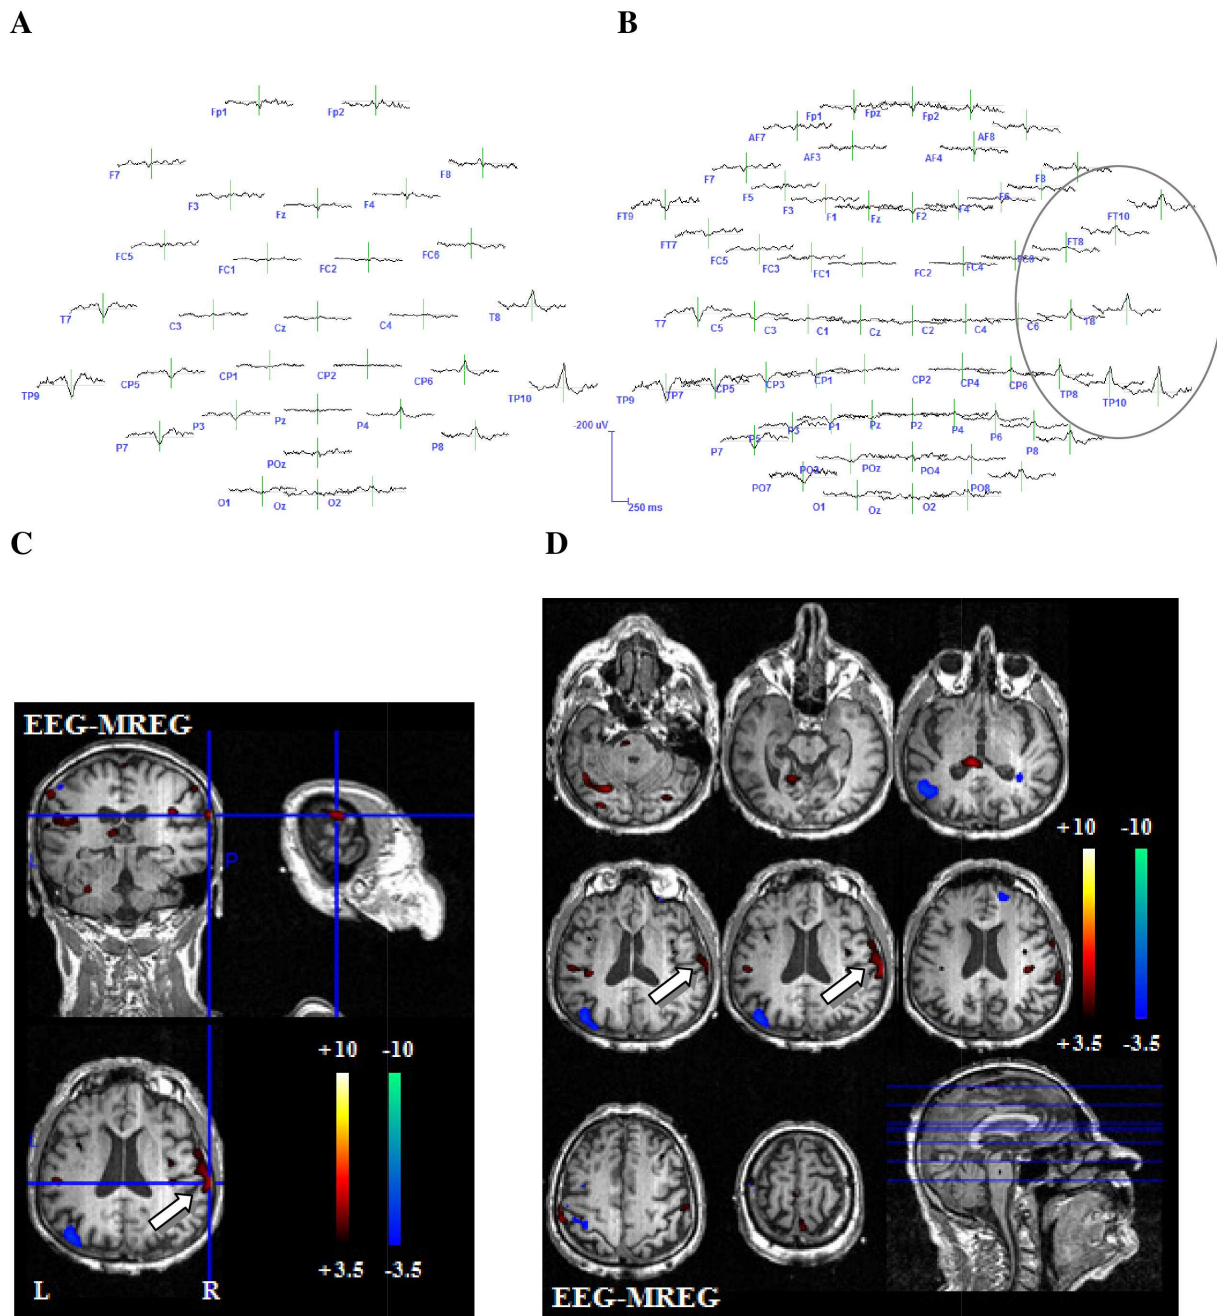 A
B
Fp1 Fp2
F7 F8
F3 Fz F4
FC5 FC1 FC2 FC6
T7 C3 Cz C4 T8
TP9 CP5 CP1 CP2 CP6 TP10
P7 P3 Pz P4 P8
POz
O1 Oz O2
Fp1 Fpz Fp2
AF7 AF8
AF3 AF4
F7 F5 F3 F1 Fz F2 F4 F6 F8
FT9 FT7 FT8 FT10
FC5 FC3 FC1 FC2 FC4
T7 C5 C3 C1 Cz C2 C4 C6 T8
TP9 TP7 CP5 CP3 CP1 CP2 CP4 CP6 TP8 TP10
P7 P5 P3 P1 Pz P2 P4 P6 P8
PO7 PO3 POz PO4 PO8
O1 Oz O2
-200 uV
250 ms
C
D
EEG-MREG
P
+10 -10
+3.5 -3.5
L R
+10 -10
+3.5 -3.5
EEG-MREG